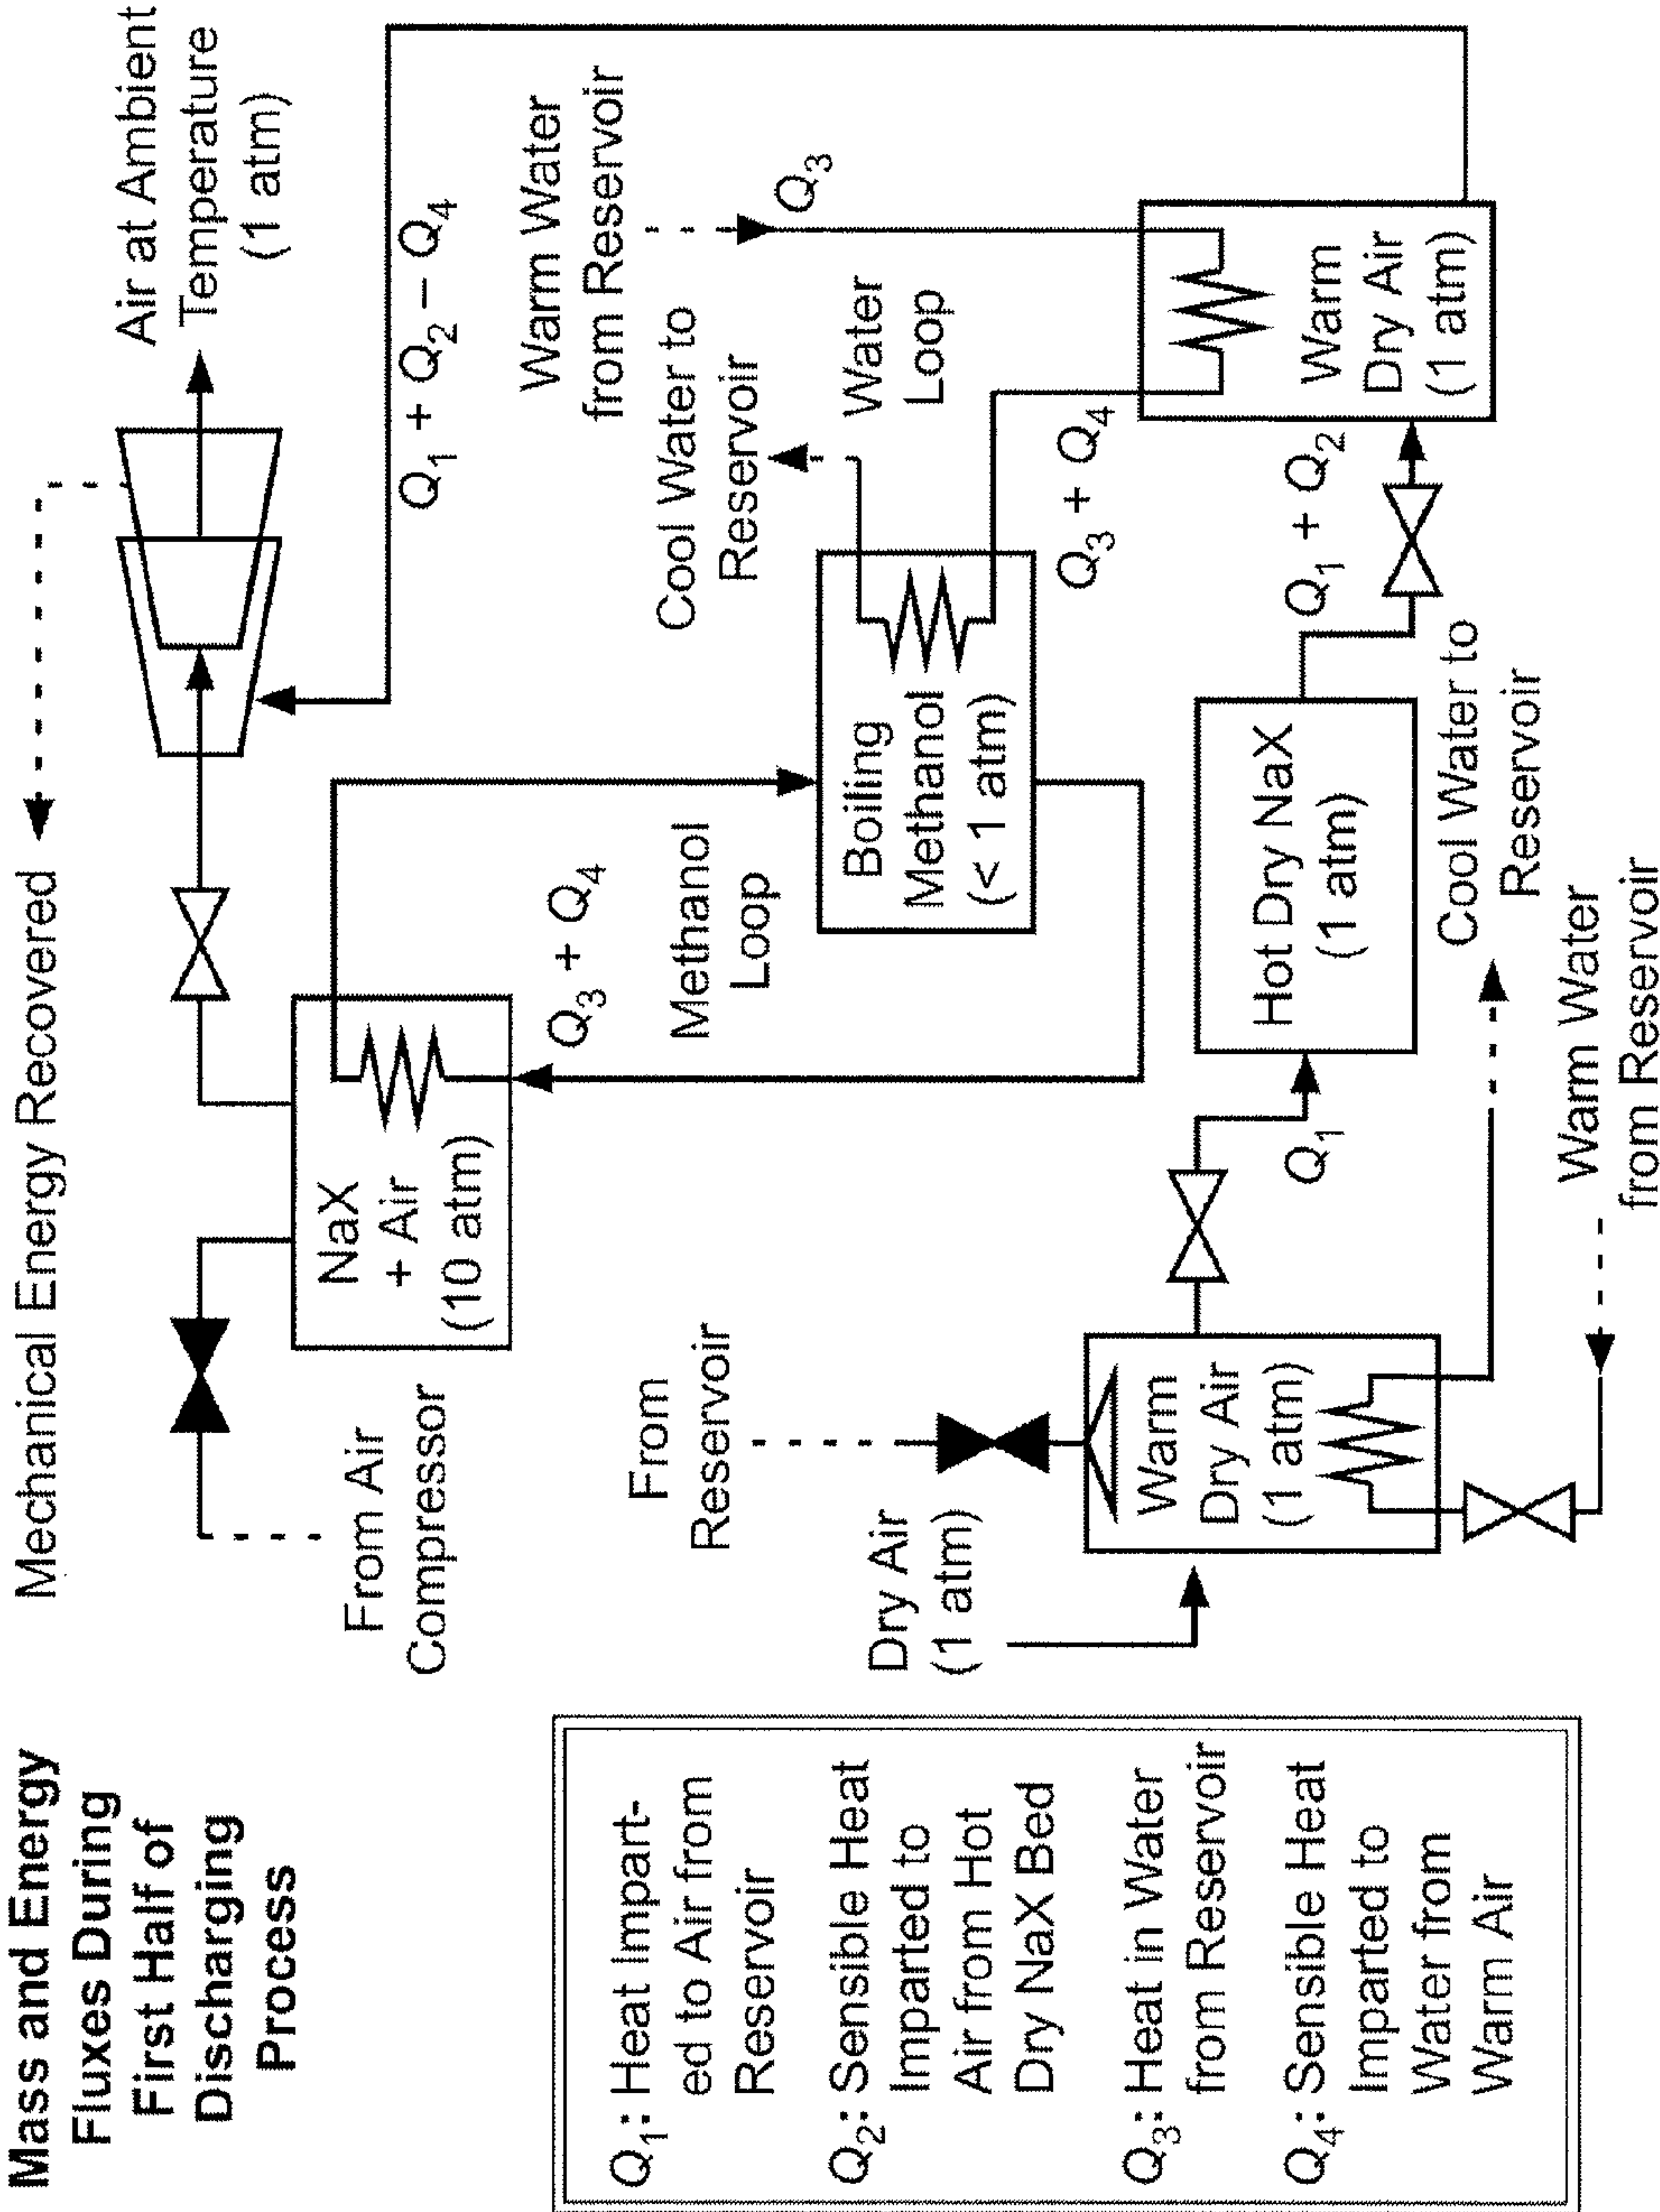 Mass and Energy
Fluxes During
First Half of
Discharging
Process
Q1: Heat Impart-
ed to Air from
Reservoir
Q2: Sensible Heat
Imparted to
Air from Hot
Dry NaX Bed
Q3: Heat in Water
from Reservoir
Q4: Sensible Heat
Imparted to
Water from
Warm Air
Mechanical Energy Recovered
Air at Ambient
Temperature
(1 atm)
From Air
Compressor
NaX
+ Air
(10 atm)
Q3 + Q4
Methanol
Loop
Q1 + Q2 − Q4
Warm Water
from Reservoir
Q3
Cool Water to
Reservoir
Water
Loop
Boiling
Methanol
(< 1 atm)
Q3 + Q4
From
Reservoir
Dry Air
(1 atm)
Warm
Dry Air
(1 atm)
Q1
Hot Dry NaX
(1 atm)
Q1 + Q2
Warm
Dry Air
(1 atm)
Cool Water to
Reservoir
Warm Water
from Reservoir